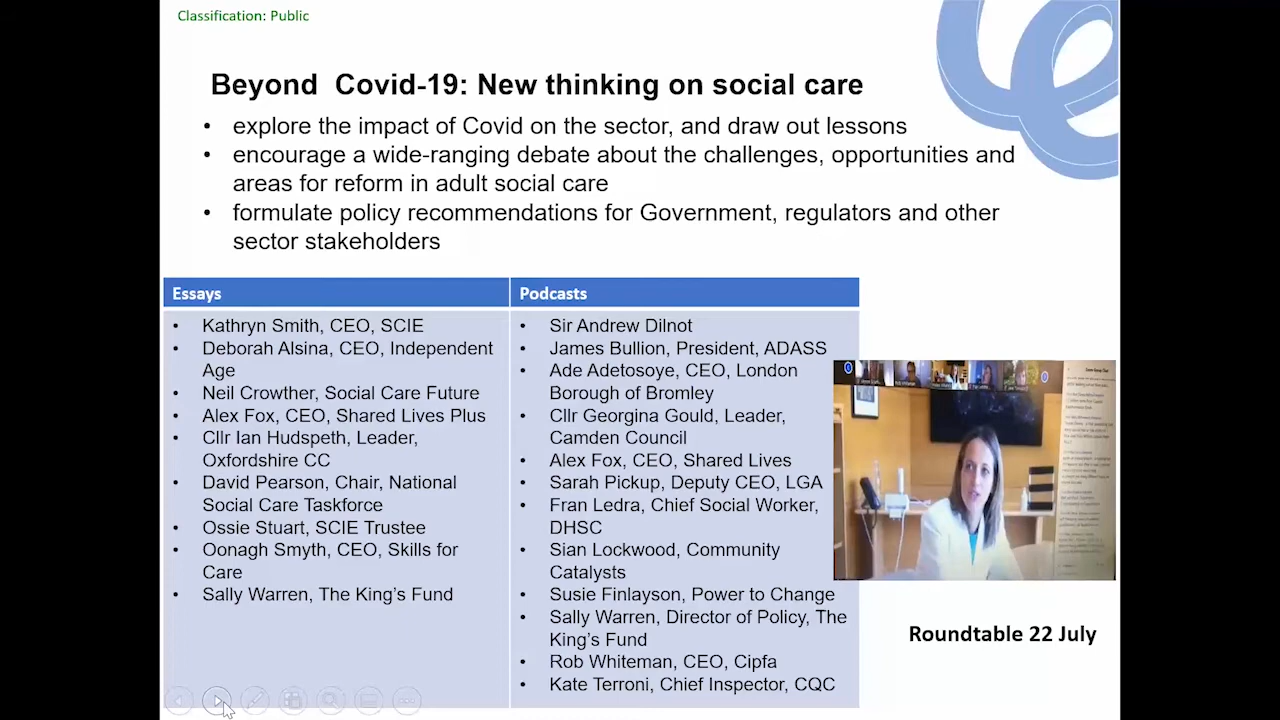 Classification: Public
Beyond Covid-19: New thinking on social care
• explore the impact of Covid on the sector, and draw out lessons
• encourage a wide-ranging debate about the challenges, opportunities and
areas for reform in adult social care
• formulate policy recommendations for Government, regulators and other
sector stakeholders
Essays
• Kathryn Smith, CEO, SCIE
• Deborah Alsina, CEO, Independent
Age
• Neil Crowther, Social Care Future
• Alex Fox, CEO, Shared Lives Plus
• Cllr Ian Hudspeth, Leader,
Oxfordshire CC
• David Pearson, Chair, National
Social Care Taskforce
• Ossie Stuart, SCIE Trustee
• Oonagh Smyth, CEO, Skills for
Care
• Sally Warren, The King's Fund
Podcasts
• Sir Andrew Dilnot
• James Bullion, President, ADASS
• Ade Adetosoye, CEO, London
Borough of Bromley
• Cllr Georgina Gould, Leader,
Camden Council
• Alex Fox, CEO, Shared Lives
• Sarah Pickup, Deputy CEO, LGA
• Fran Ledra, Chief Social Worker,
DHSC
• Sian Lockwood, Community
Catalysts
• Susie Finlayson, Power to Change
• Sally Warren, Director of Policy, The
King's Fund
• Rob Whiteman, CEO, Cipfa
• Kate Terroni, Chief Inspector, CQC
Roundtable 22 July